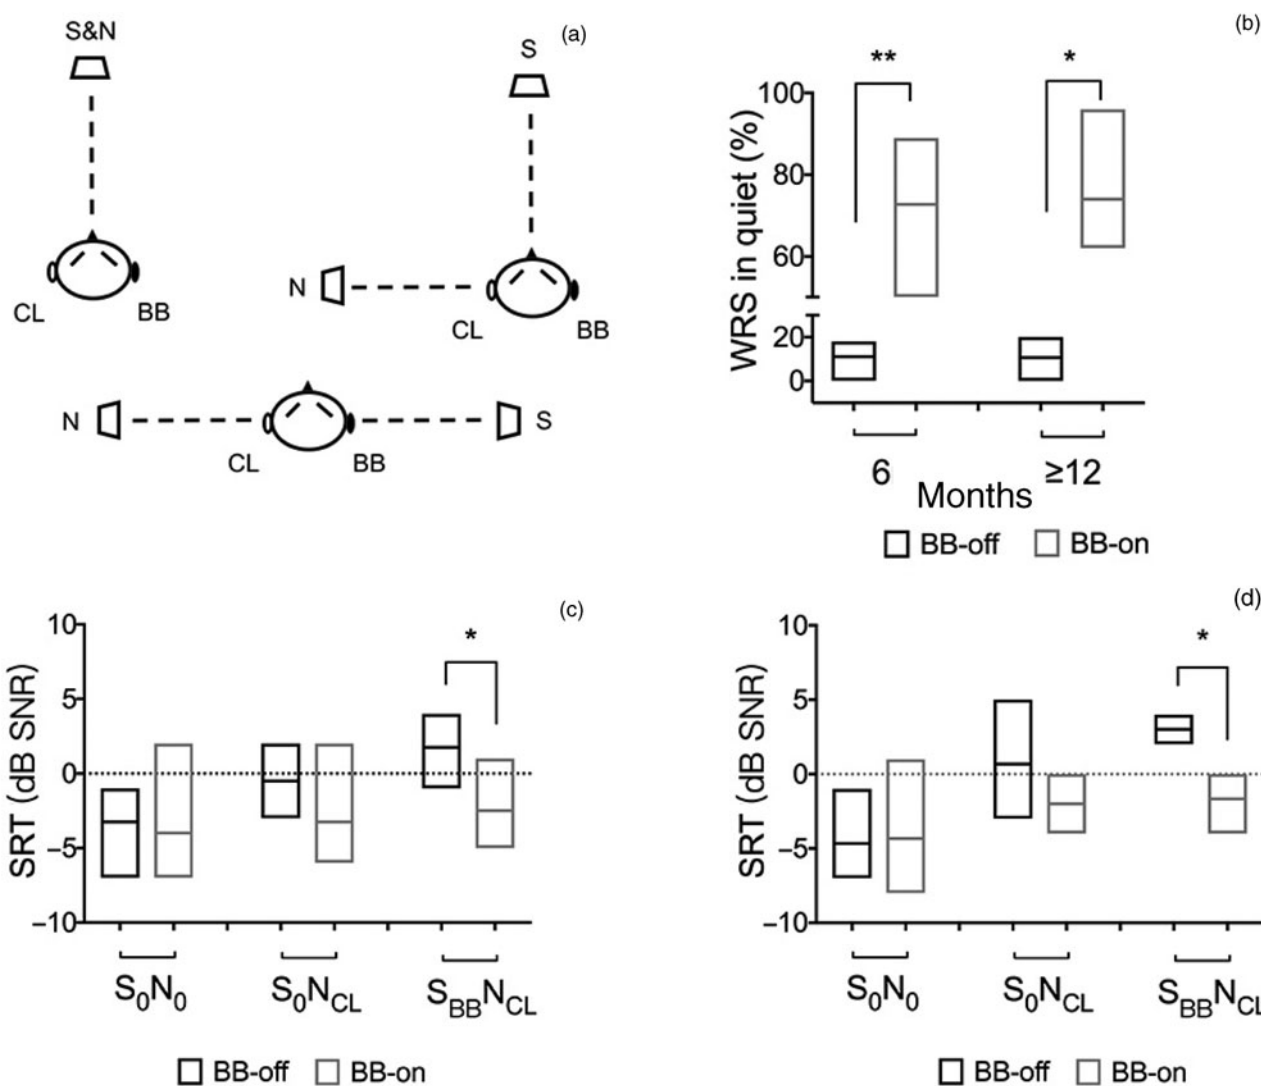 (a)
S&N
CL BB
S
N
CL BB
N S
CL BB
(b)
** *
WRS in quiet (%)
100
80
60
20
0
6 ≥12
Months
BB-off BB-on
(c)
SRT (dB SNR)
10
5
0
−5
−10
*
S0N0 S0NCL SBBNCL
BB-off BB-on
(d)
SRT (dB SNR)
10
5
0
−5
−10
*
S0N0 S0NCL SBBNCL
BB-off BB-on